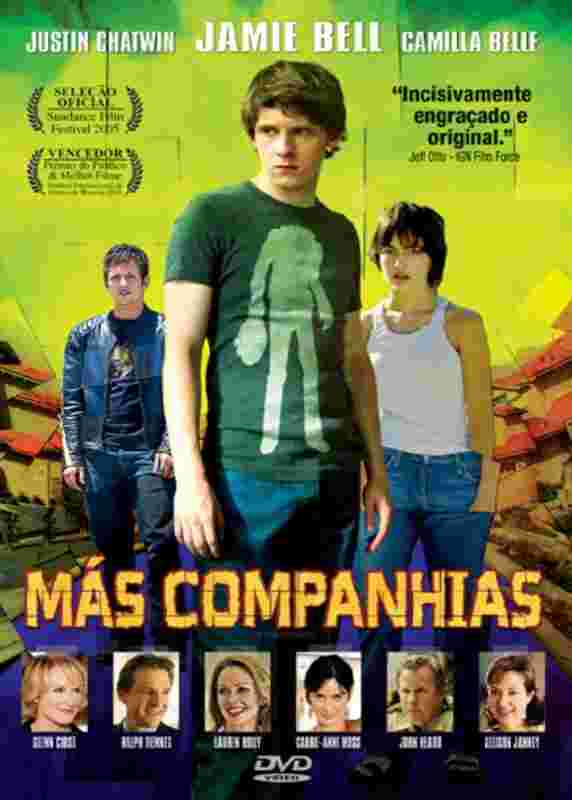 JUSTIN CHATWIN
JAMIE BELL
CAMILLA BELLE
SELEÇÃO
OFICIAL
Sundance Film
Festival 2005
VENCEDOR
Prêmio do Público
& Melhor Filme
"Incisivamente
engraçado e
original."
Jeff Otto - IGN Film Force
MÁS COMPANHIAS
GLENN CLOSE
RALPH FIENNES
LAUREN HOLLY
CARRIE-ANNE MOSS
JOHN HEARD
ALLISON JANNEY
DVD
VIDEO